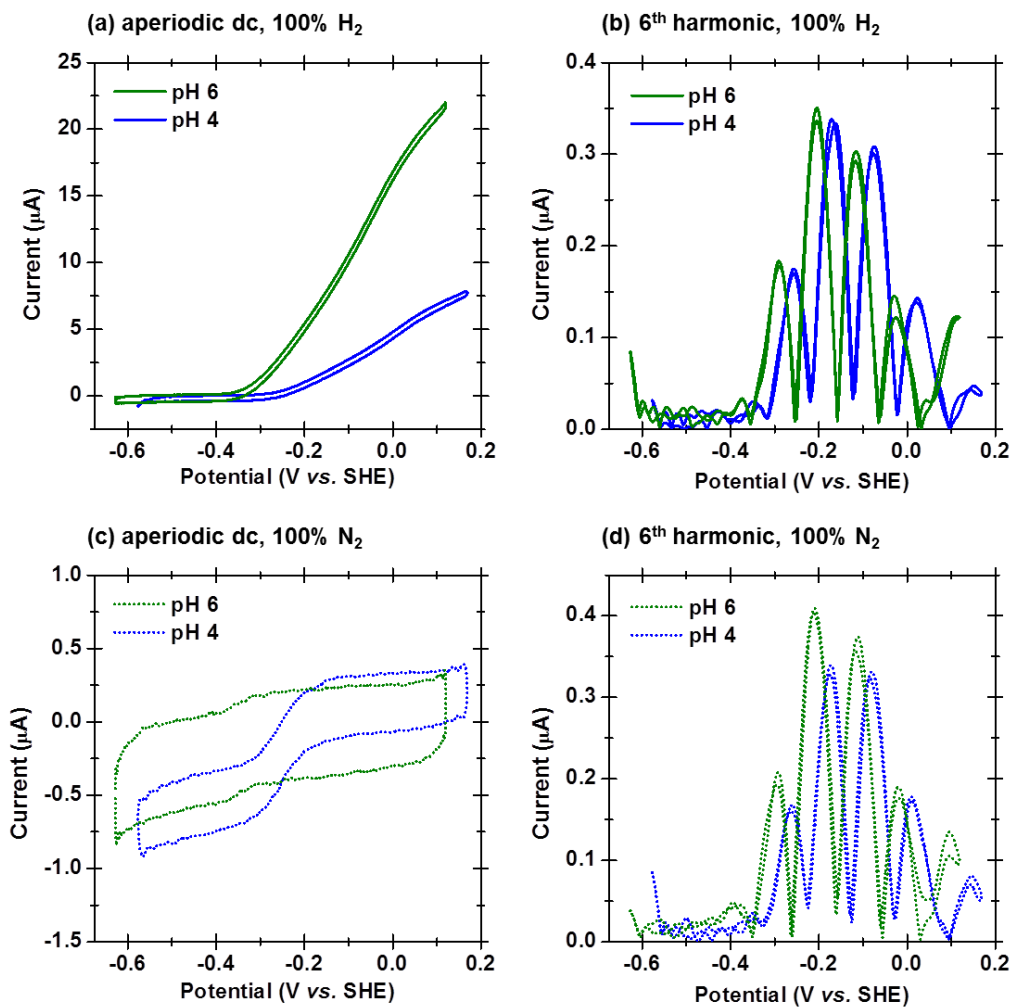 (a) aperiodic dc, 100% H₂
25
20
15
10
5
0
Current (µA)
pH 6
pH 4
-0.6 -0.4 -0.2 0.0 0.2
Potential (V vs. SHE)
(b) 6th harmonic, 100% H₂
0.4
0.3
0.2
0.1
0.0
Current (µA)
pH 6
pH 4
-0.6 -0.4 -0.2 0.0 0.2
Potential (V vs. SHE)
(c) aperiodic dc, 100% N₂
1.0
0.5
0.0
-0.5
-1.0
-1.5
Current (µA)
pH 6
pH 4
-0.6 -0.4 -0.2 0.0 0.2
Potential (V vs. SHE)
(d) 6th harmonic, 100% N₂
0.4
0.3
0.2
0.1
0.0
Current (µA)
pH 6
pH 4
-0.6 -0.4 -0.2 0.0 0.2
Potential (V vs. SHE)